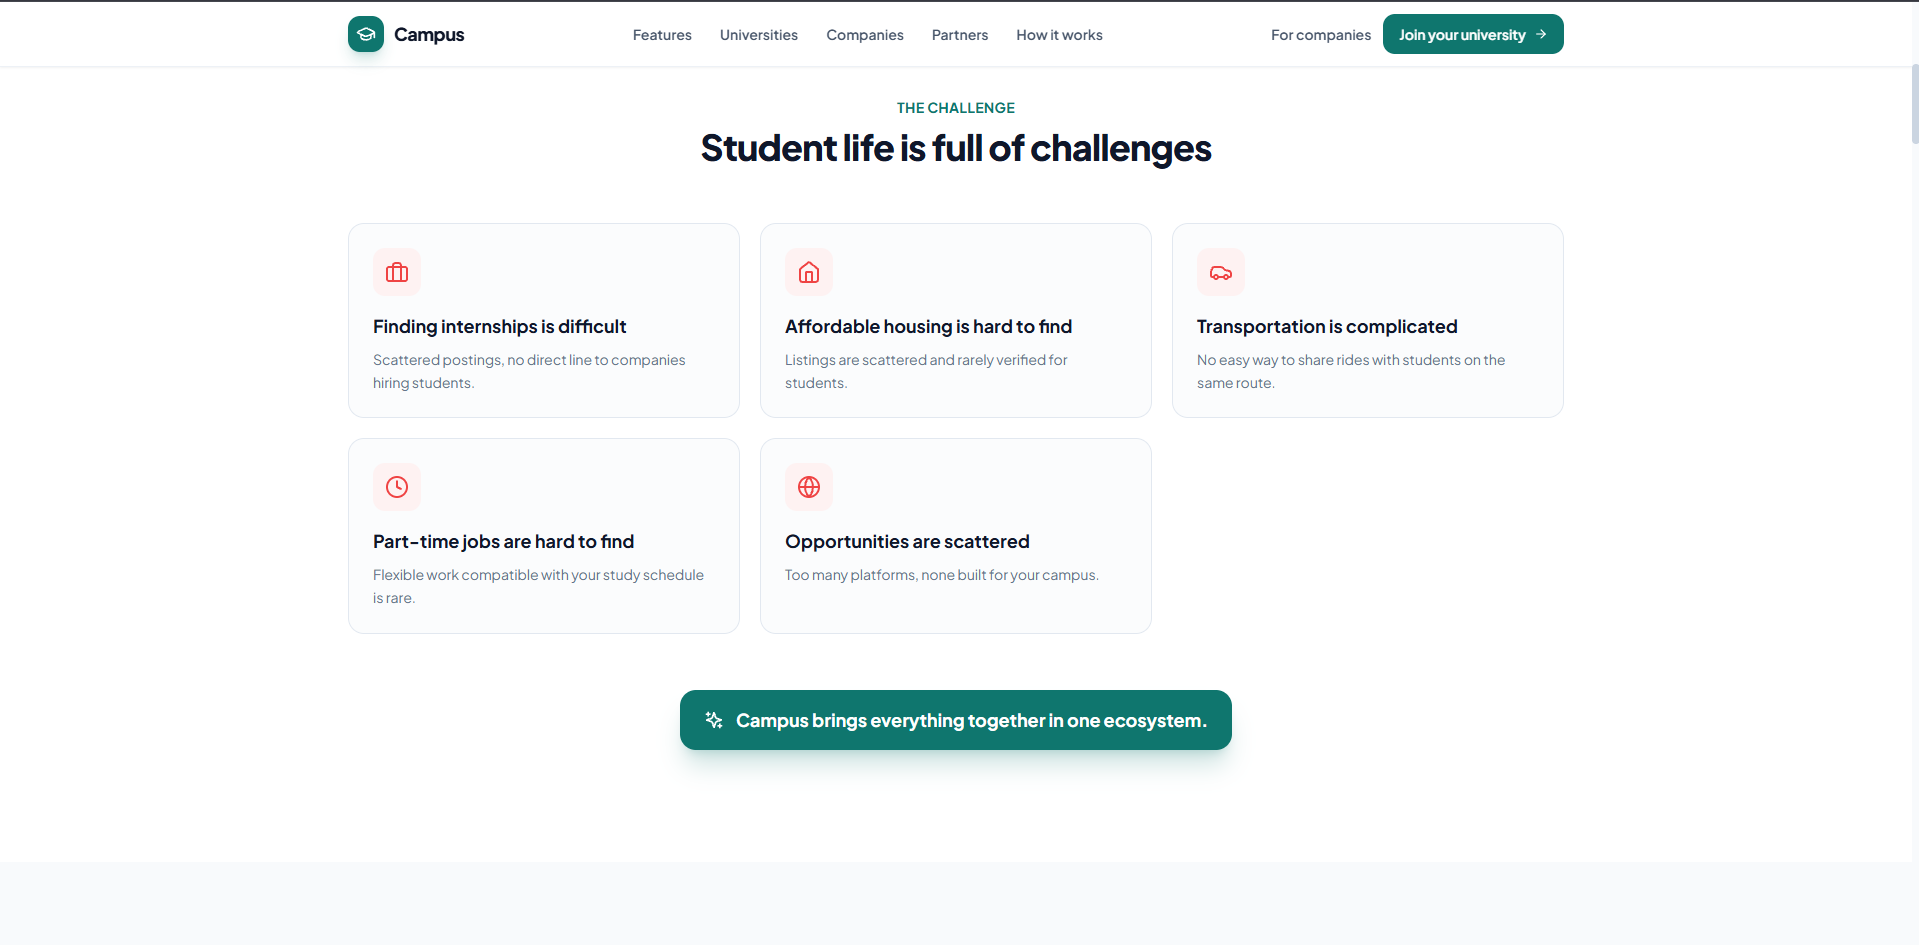 Campus
Features
Universities
Companies
Partners
How it works
For companies
Join your university
THE CHALLENGE
Student life is full of challenges
Finding internships is difficult
Scattered postings, no direct line to companies
hiring students.
Affordable housing is hard to find
Listings are scattered and rarely verified for
students.
Transportation is complicated
No easy way to share rides with students on the
same route.
Part-time jobs are hard to find
Flexible work compatible with your study schedule
is rare.
Opportunities are scattered
Too many platforms, none built for your campus.
Campus brings everything together in one ecosystem.